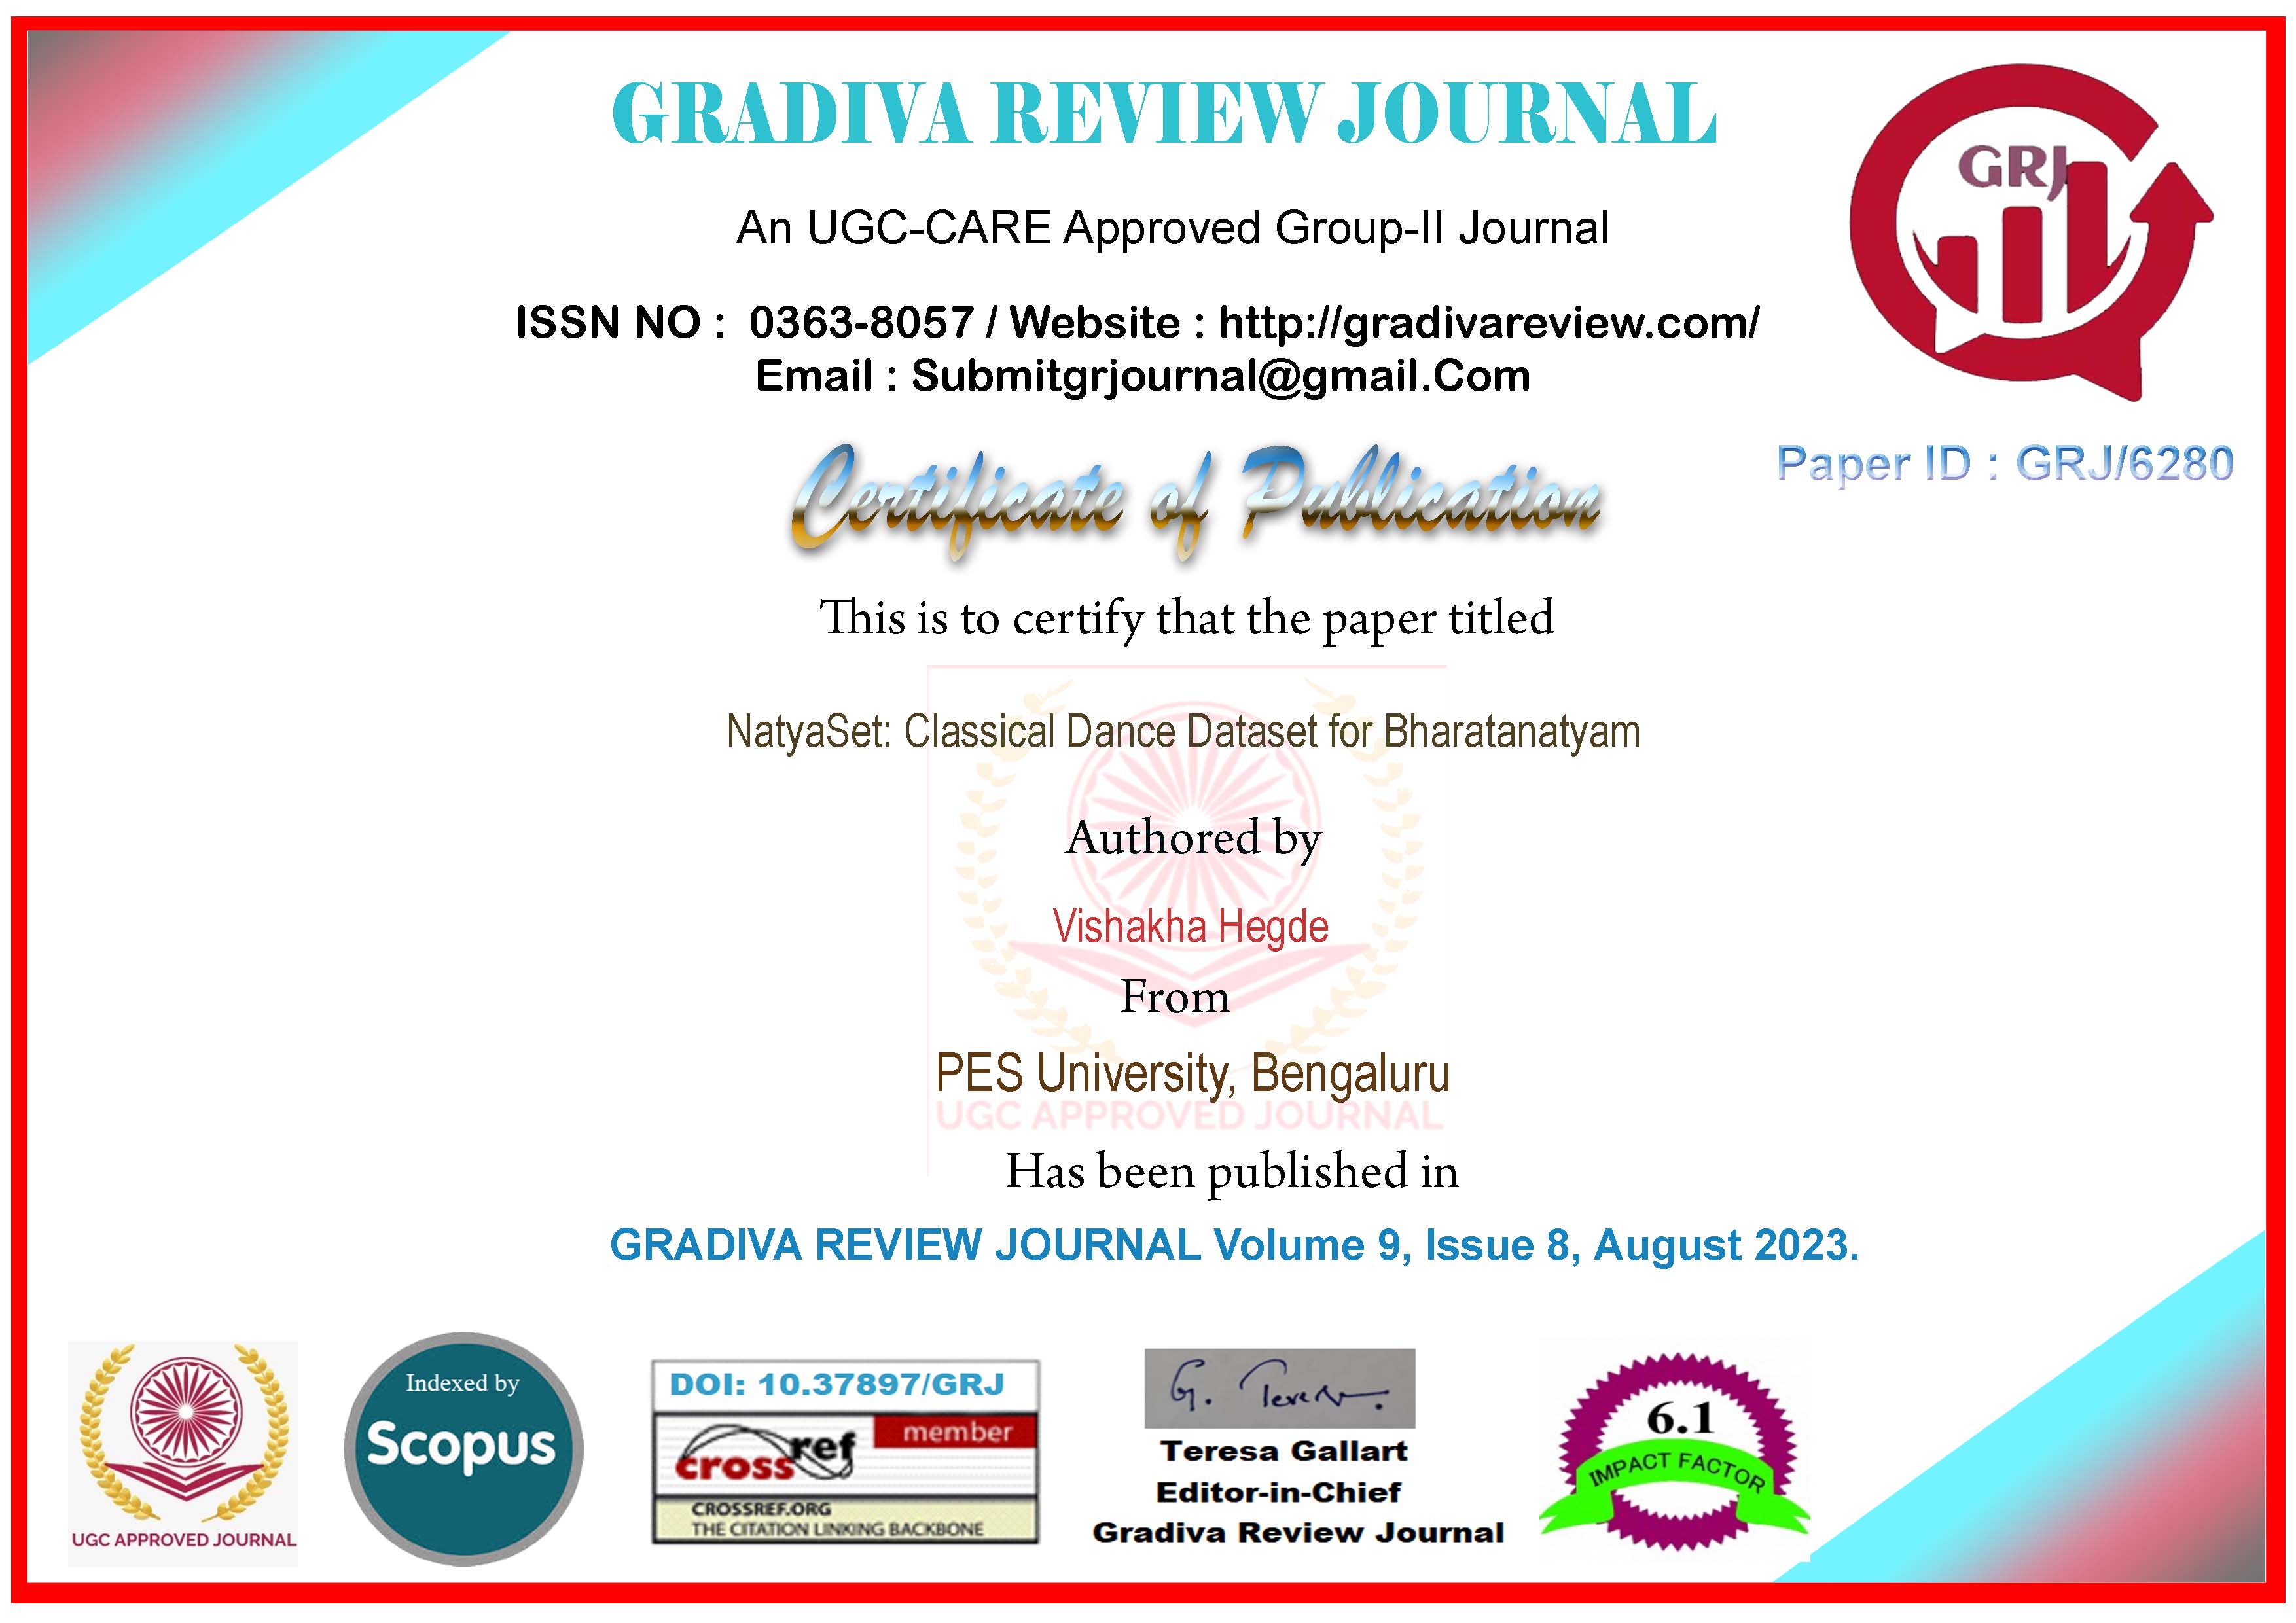 GRADIVA REVIEW JOURNAL
GRJ
An UGC-CARE Approved Group-II Journal
ISSN NO : 0363-8057 / Website : http://gradivareview.com/
Email : Submitgrjournal@gmail.Com
Paper ID : GRJ/6280
Certificate of Publication
This is to certify that the paper titled
NatyaSet: Classical Dance Dataset for Bharatanatyam
Authored by
Vishakha Hegde
From
PES University, Bengaluru
UGC APPROVED JOURNAL
Has been published in
GRADIVA REVIEW JOURNAL Volume 9, Issue 8, August 2023.
UGC APPROVED JOURNAL
Indexed by
Scopus
DOI: 10.37897/GRJ
crossref
member
CROSSREF.ORG
THE CITATION LINKING BACKBONE
G.
Teresa Gallart
Editor-in-Chief
Gradiva Review Journal
6.1
IMPACT FACTOR